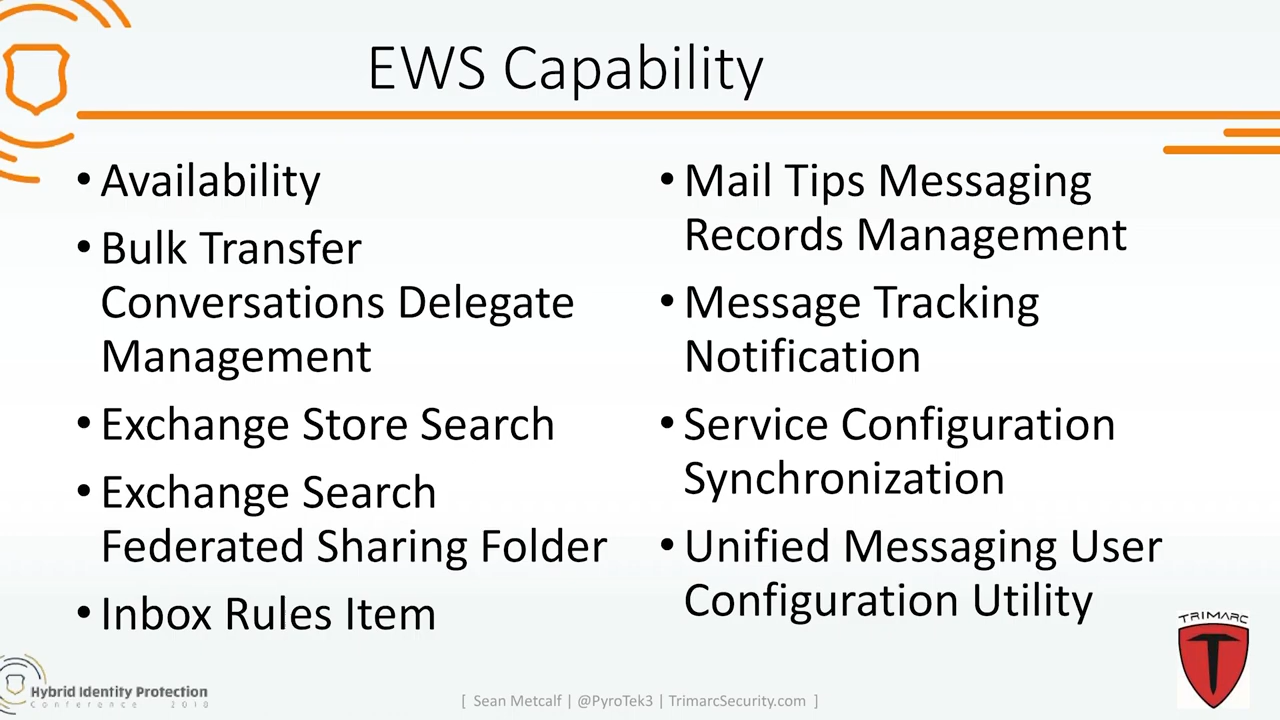 EWS Capability
• Availability
• Bulk Transfer
Conversations Delegate
Management
• Exchange Store Search
• Exchange Search
Federated Sharing Folder
• Inbox Rules Item
• Mail Tips Messaging
Records Management
• Message Tracking
Notification
• Service Configuration
Synchronization
• Unified Messaging User
Configuration Utility
TRIMARC
Hybrid Identity Protection
Conference 2018
[ Sean Metcalf | @PyroTek3 | TrimarcSecurity.com ]